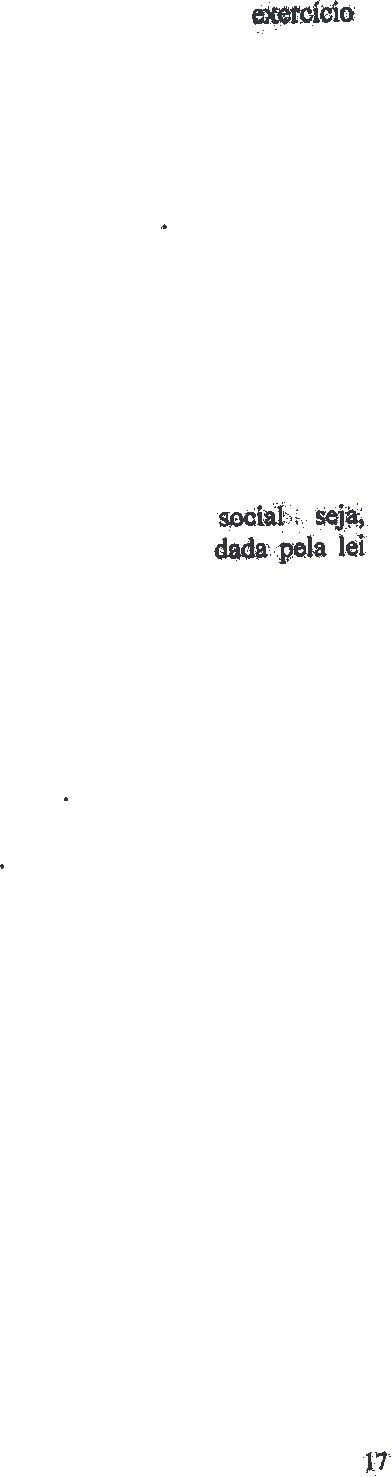 exercício
social seja,
dada pela lei
17